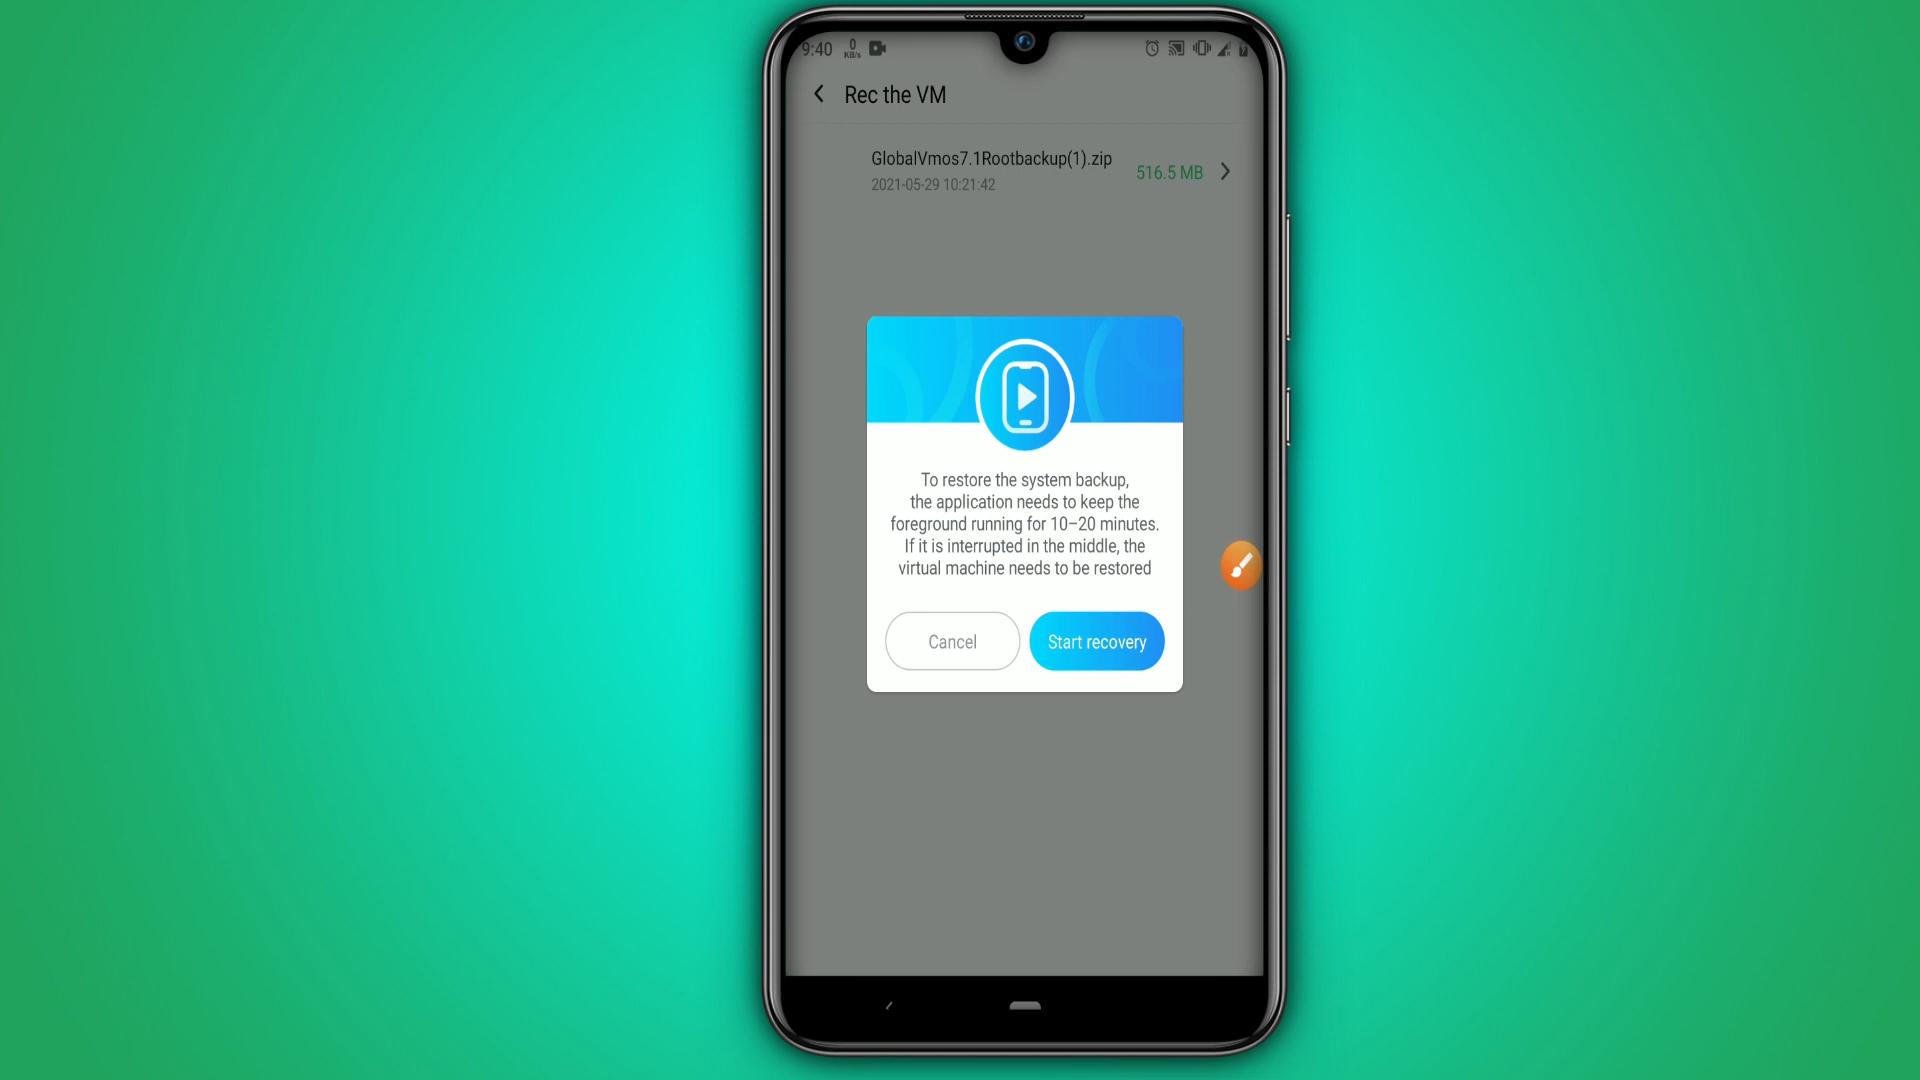 9:40 0 KB/s
Rec the VM
GlobalVmos7.1Rootbackup(1).zip
516.5 MB
2021-05-29 10:21:42
To restore the system backup,
the application needs to keep the
foreground running for 10–20 minutes.
If it is interrupted in the middle, the
virtual machine needs to be restored
Cancel
Start recovery